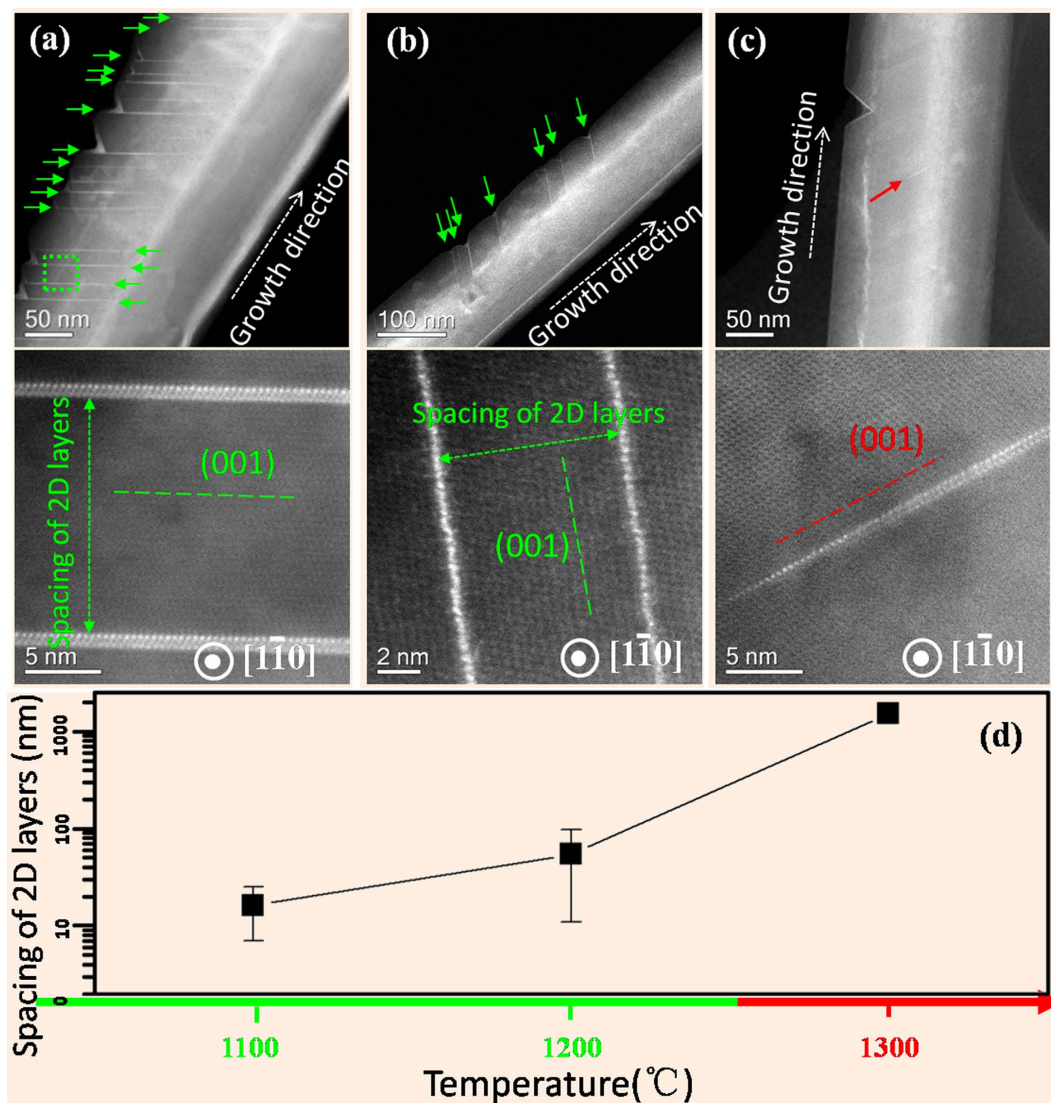 (a)
Growth direction
50 nm
(b)
Growth direction
100 nm
(c)
Growth direction
50 nm
Spacing of 2D layers
(001)
5 nm
[11̅0]
Spacing of 2D layers
(001)
2 nm
[11̅0]
(001)
5 nm
[11̅0]
(d)
Spacing of 2D layers (nm)
1000
100
10
0
1100
1200
1300
Temperature(℃)